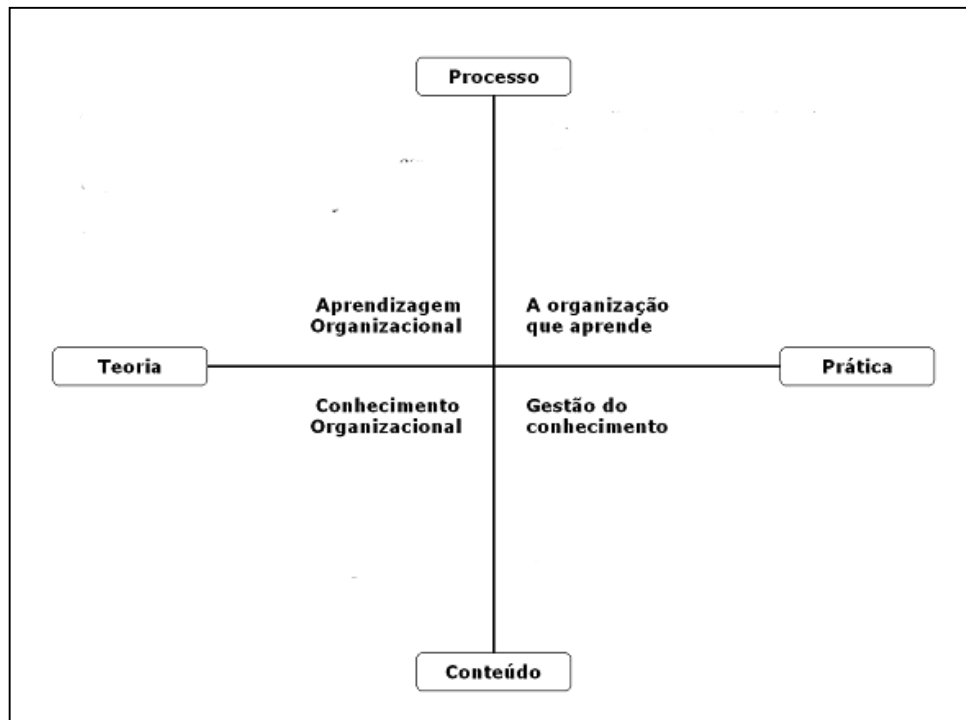 Processo
Aprendizagem
Organizacional
A organização
que aprende
Teoria
Prática
Conhecimento
Organizacional
Gestão do
conhecimento
Conteúdo